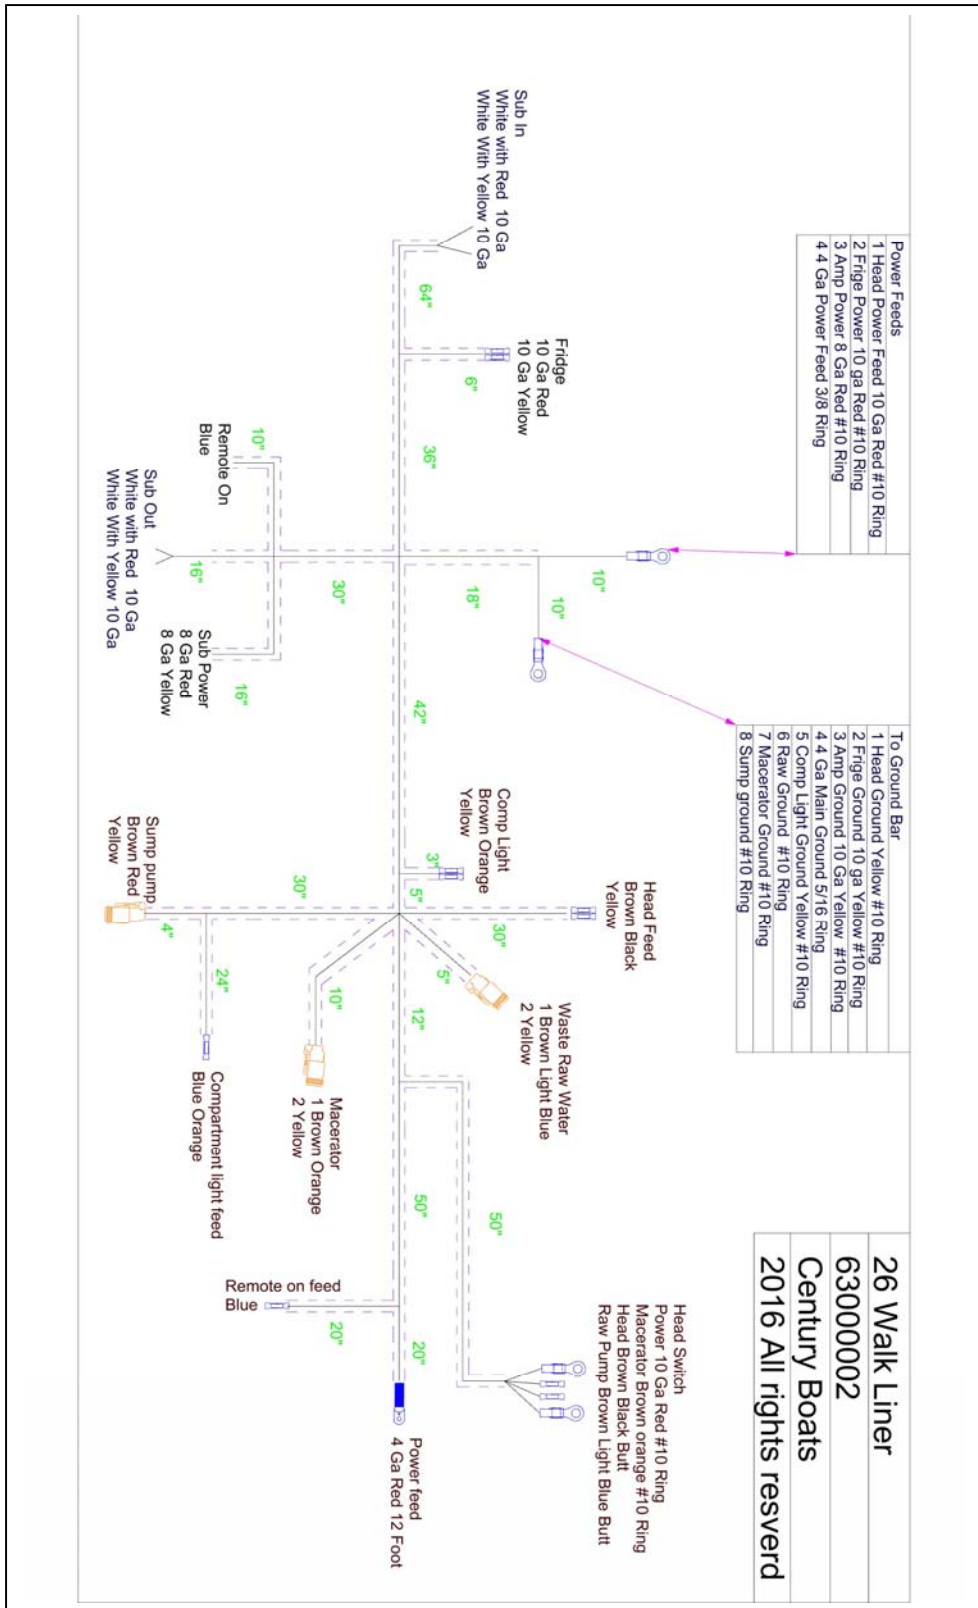 26 Walk Liner
63000002
Century Boats
2016 All rights resverd
Power Feeds
1 Head Power Feed 10 Ga Red #10 Ring
2 Frige Power 10 ga Red #10 Ring
3 Amp Power 8 Ga Red #10 Ring
4 4 Ga Power Feed 3/8 Ring
To Ground Bar
1 Head Ground Yellow #10 Ring
2 Frige Ground 10 ga Yellow #10 Ring
3 Amp Ground 10 Ga Yellow #10 Ring
4 4 Ga Main Ground 5/16 Ring
5 Comp Light Ground Yellow #10 Ring
6 Raw Ground #10 Ring
7 Macerator Ground #10 Ring
8 Sump ground #10 Ring
Sub In
White with Red 10 Ga
White With Yellow 10 Ga
64"
Fridge
10 Ga Red
10 Ga Yellow
6"
36"
10"
10"
18"
30"
10"
Remote On
Blue
Sub Out
White with Red 10 Ga
White With Yellow 10 Ga
16"
Sub Power
8 Ga Red
8 Ga Yellow
16"
42"
Comp Light
Brown Orange
Yellow
3"
5"
Head Feed
Brown Black
Yellow
30"
Waste Raw Water
1 Brown Light Blue
2 Yellow
5"
12"
Sump pump
Brown Red
Yellow
30"
4"
24"
Compartment light feed
Blue Orange
Macerator
1 Brown Orange
2 Yellow
10"
50"
50"
Head Switch
Power 10 Ga Red #10 Ring
Macerator Brown orange #10 Ring
Head Brown Black Butt
Raw Pump Brown Light Blue Butt
Remote on feed
Blue
20"
20"
Power feed
4 Ga Red 12 Foot